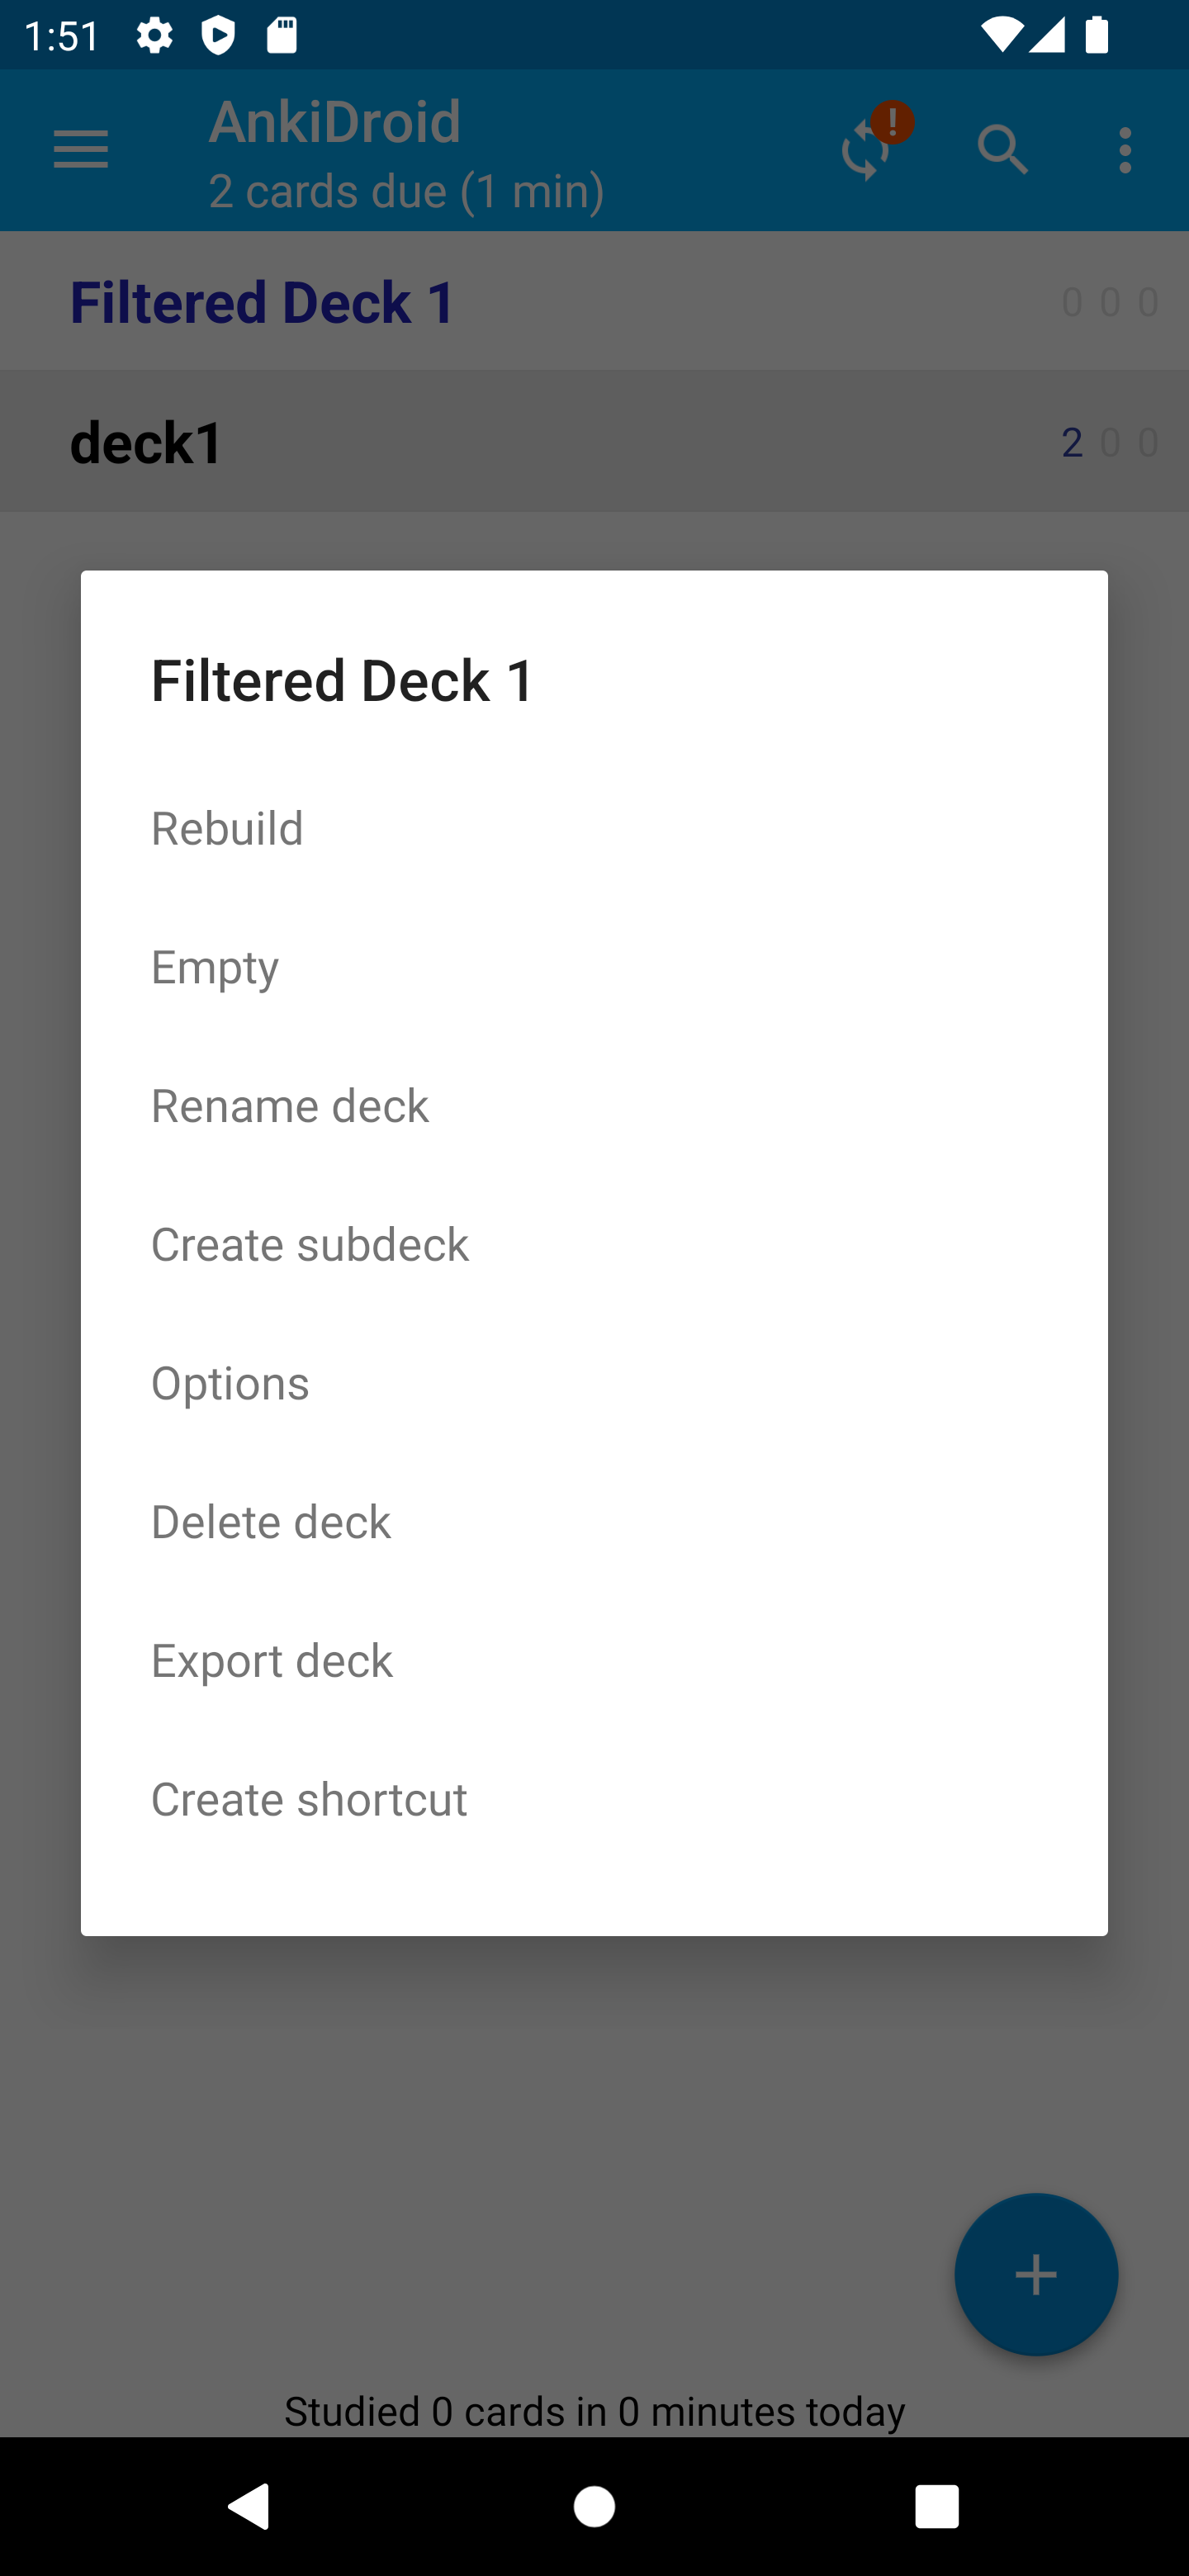 1:51
AnkiDroid
!
2 cards due (1 min)
Filtered Deck 1 0 0 0
deck1 2 0 0
Filtered Deck 1
Rebuild
Empty
Rename deck
Create subdeck
Options
Delete deck
Export deck
Create shortcut
Studied 0 cards in 0 minutes today